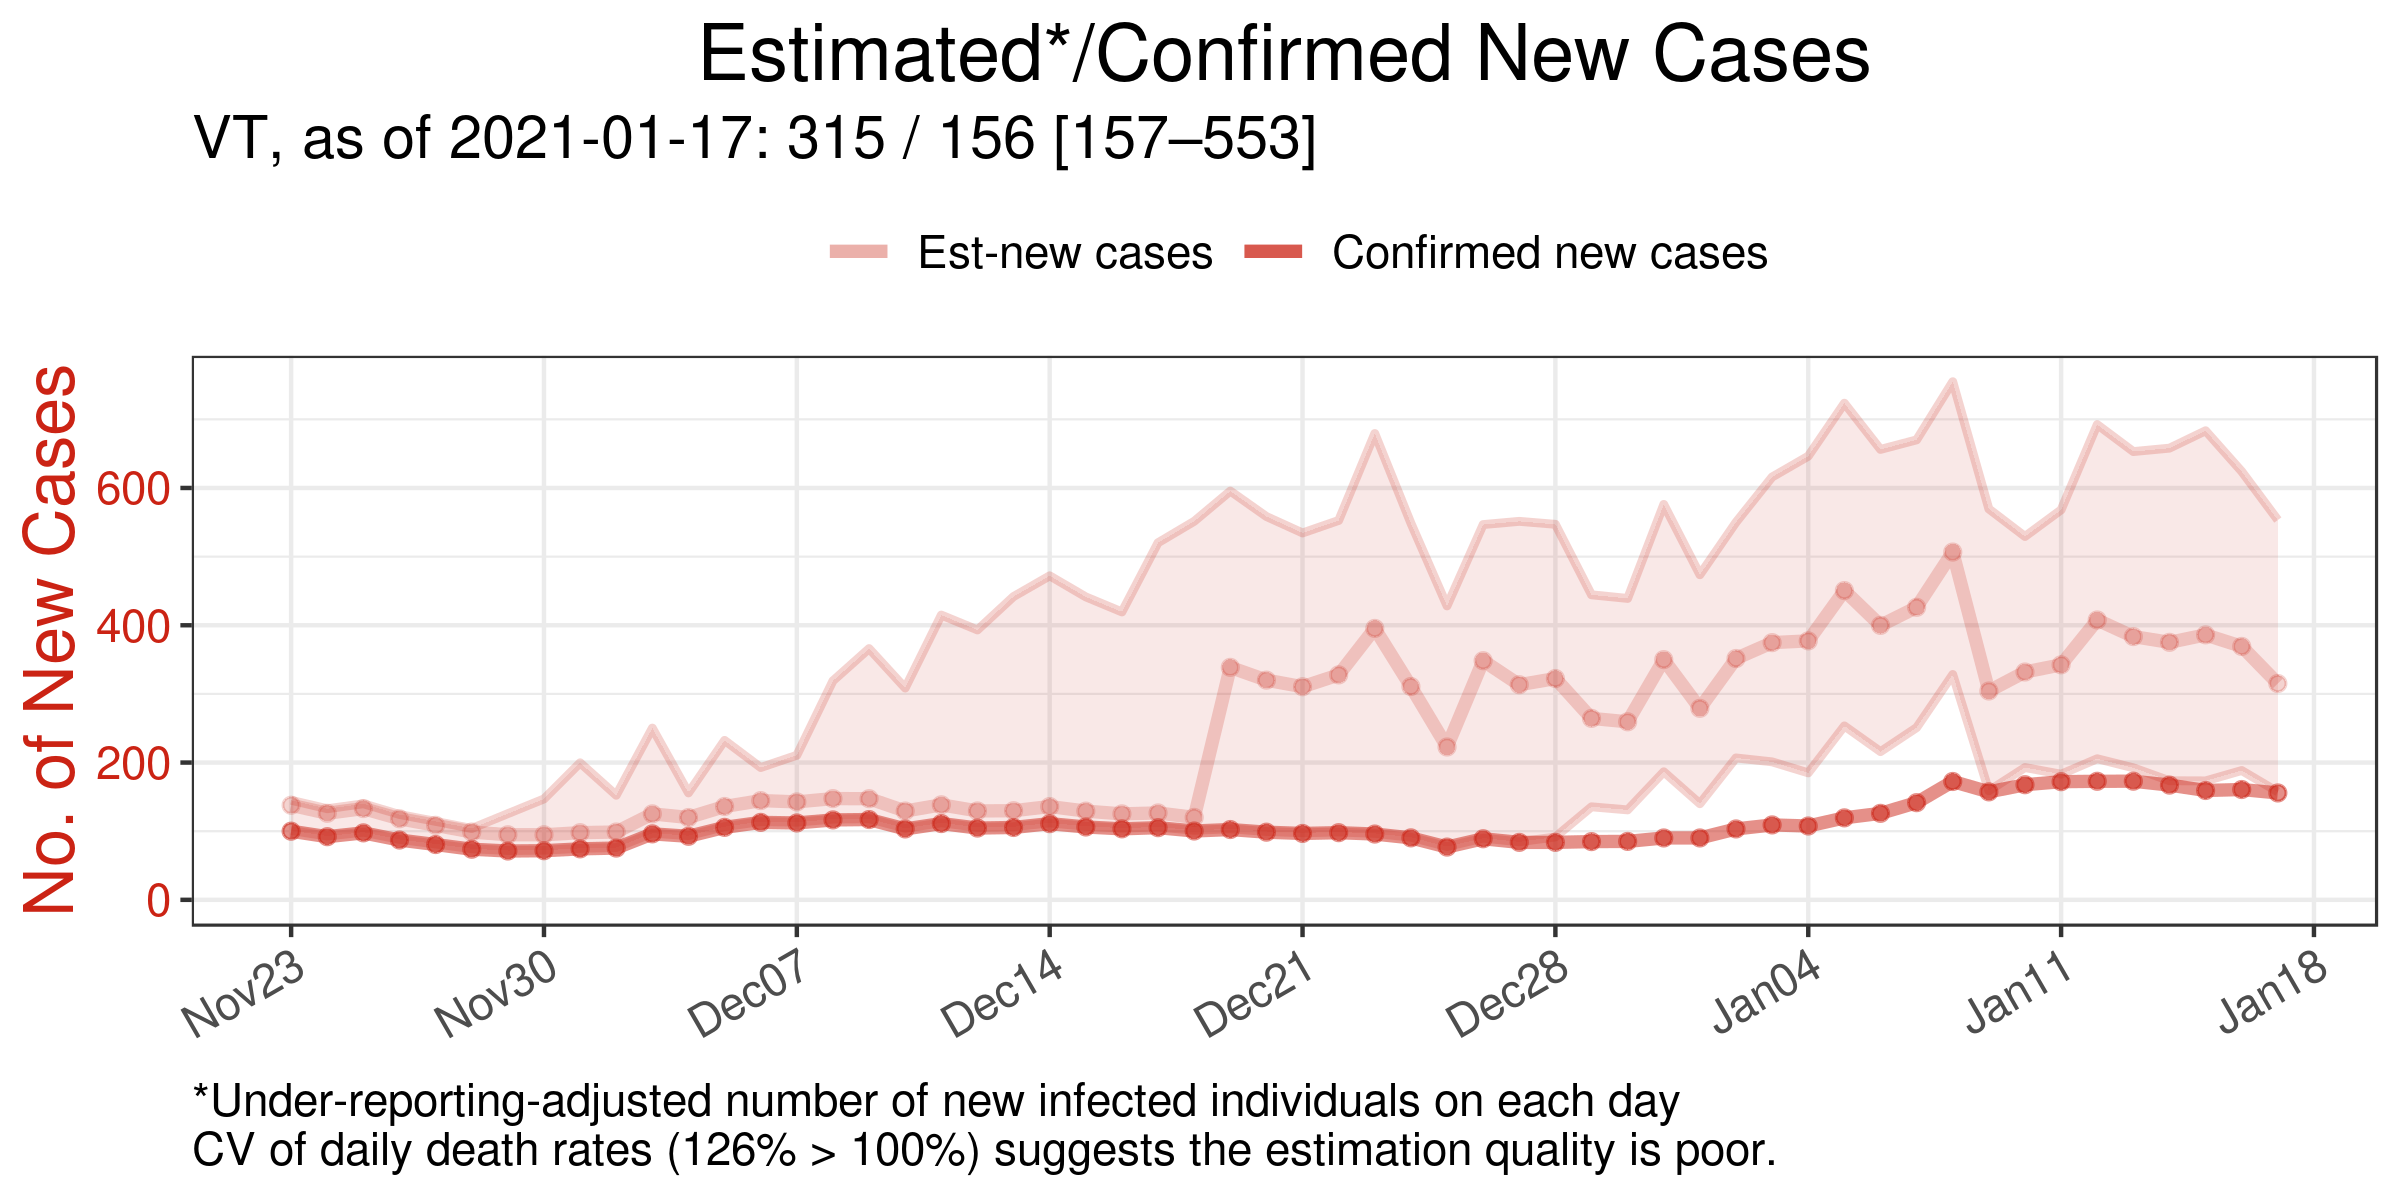 Estimated*/Confirmed New Cases
VT, as of 2021-01-17: 315 / 156 [157–553]
Est-new cases
Confirmed new cases
No. of New Cases
600
400
200
0
Nov23
Nov30
Dec07
Dec14
Dec21
Dec28
Jan04
Jan11
Jan18
*Under-reporting-adjusted number of new infected individuals on each day
CV of daily death rates (126% > 100%) suggests the estimation quality is poor.